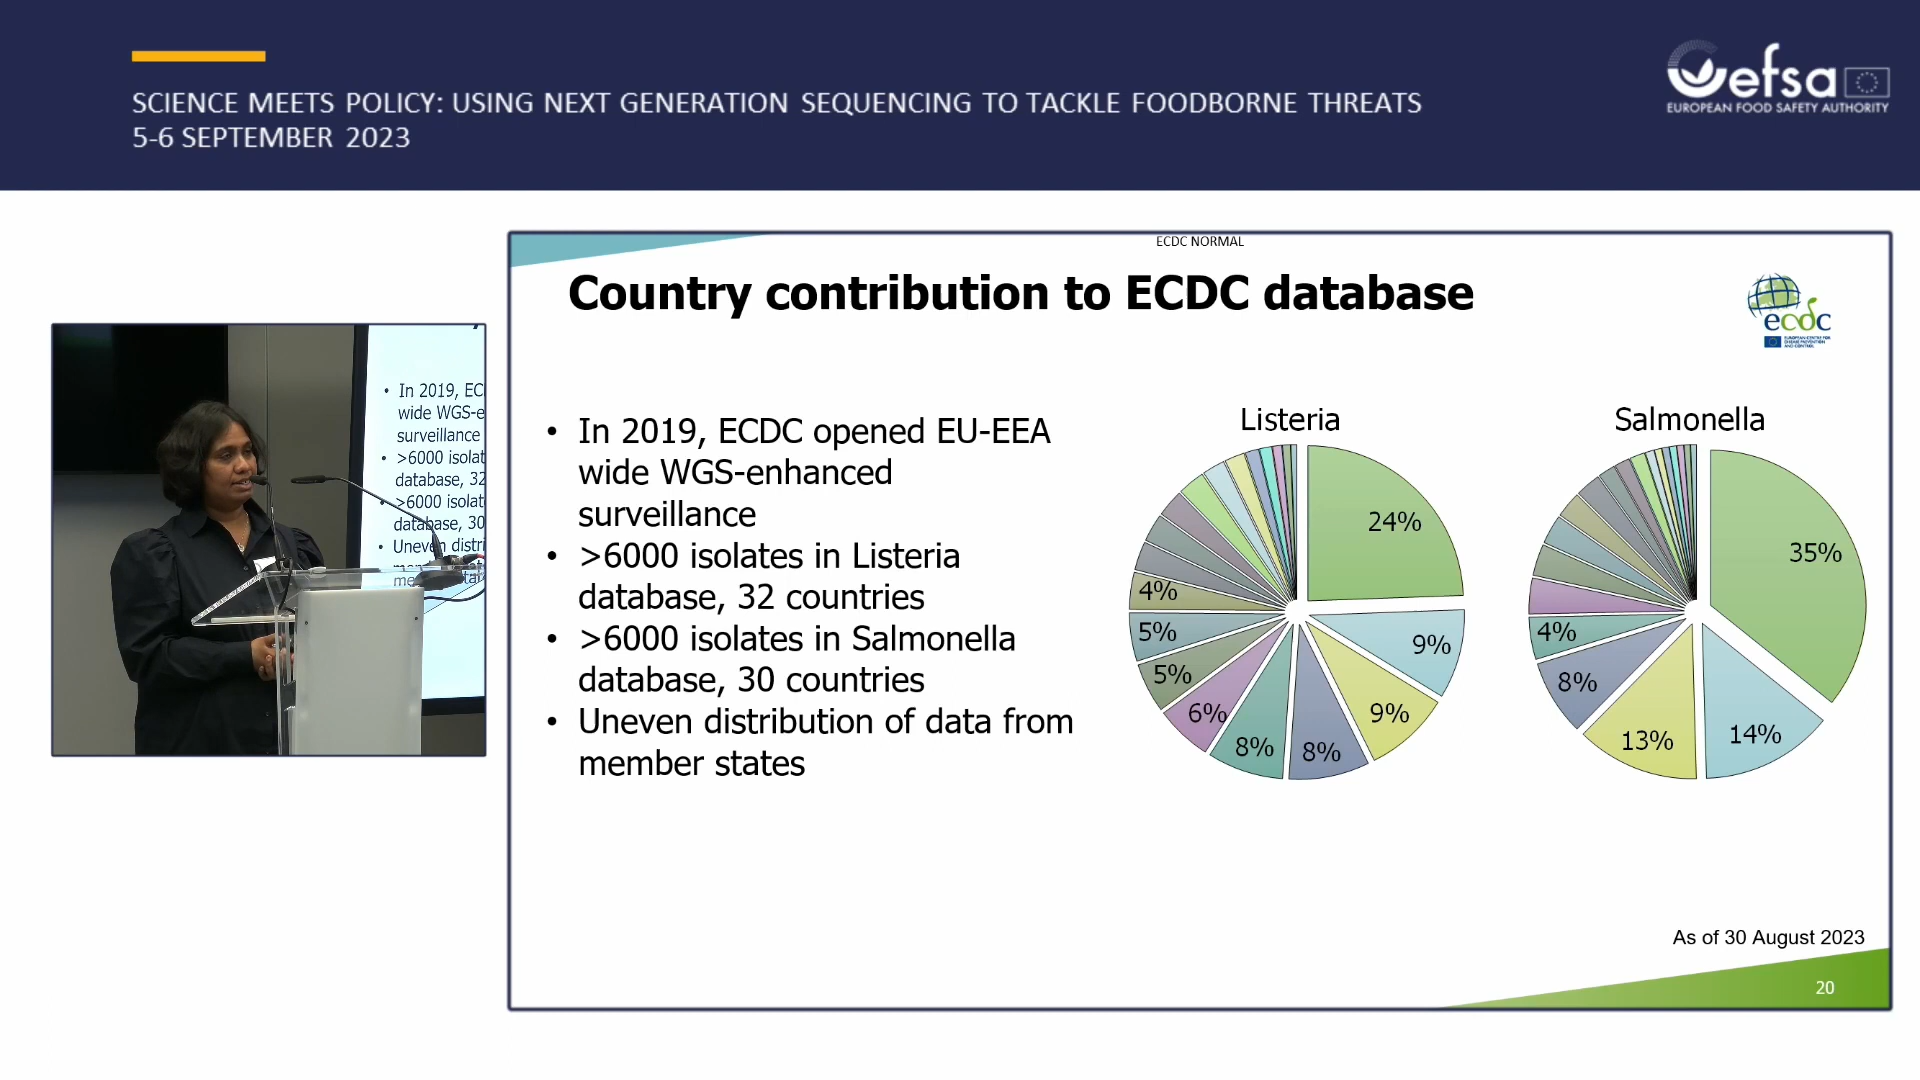 SCIENCE MEETS POLICY: USING NEXT GENERATION SEQUENCING TO TACKLE FOODBORNE THREATS
5-6 SEPTEMBER 2023
efsa
EUROPEAN FOOD SAFETY AUTHORITY
ECDC NORMAL
Country contribution to ECDC database
ecdc
EUROPEAN CENTRE FOR
DISEASE PREVENTION
AND CONTROL
• In 2019, ECDC opened EU-EEA
wide WGS-enhanced
surveillance
• >6000 isolates in Listeria
database, 32 countries
• >6000 isolates in Salmonella
database, 30 countries
• Uneven distribution of data from
member states
Listeria
24%
9%
9%
8%
8%
6%
5%
5%
4%
Salmonella
35%
14%
13%
8%
4%
As of 30 August 2023
20
• In 2019, EC
wide WGS-e
surveillance
• >6000 isolat
database, 32
• >6000 isolat
database, 30
• Uneven distri